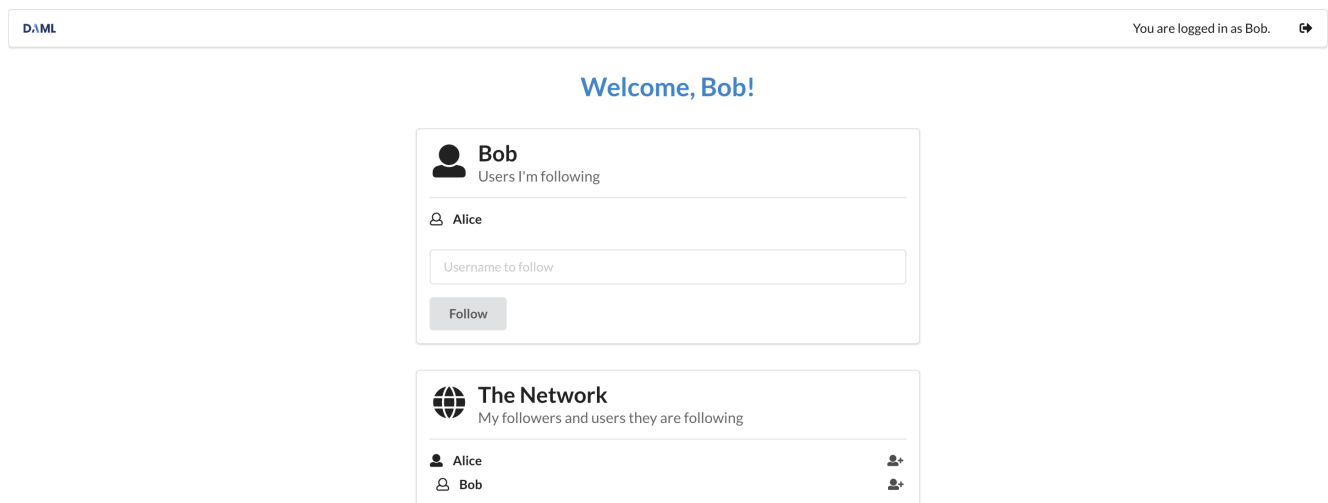 DAML
You are logged in as Bob.
Welcome, Bob!
Bob
Users I'm following
Alice
Username to follow
Follow
The Network
My followers and users they are following
Alice
Bob